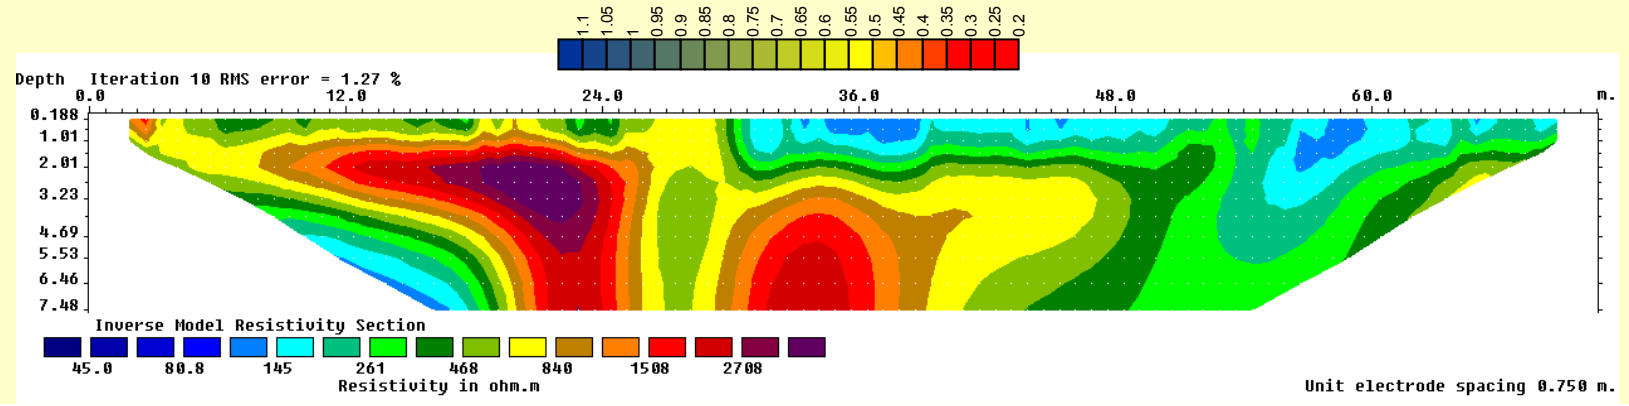 1.1 1.05 1 0.95 0.9 0.85 0.8 0.75 0.7 0.65 0.6 0.55 0.5 0.45 0.4 0.35 0.3 0.25 0.2
Depth Iteration 10 RMS error = 1.27 %
0.0 12.0 24.0 36.0 48.0 60.0 m.
0.188
1.01
2.01
3.23
4.69
5.53
6.46
7.48
Inverse Model Resistivity Section
45.0 80.8 145 261 468 840 1508 2708
Resistivity in ohm.m
Unit electrode spacing 0.750 m.